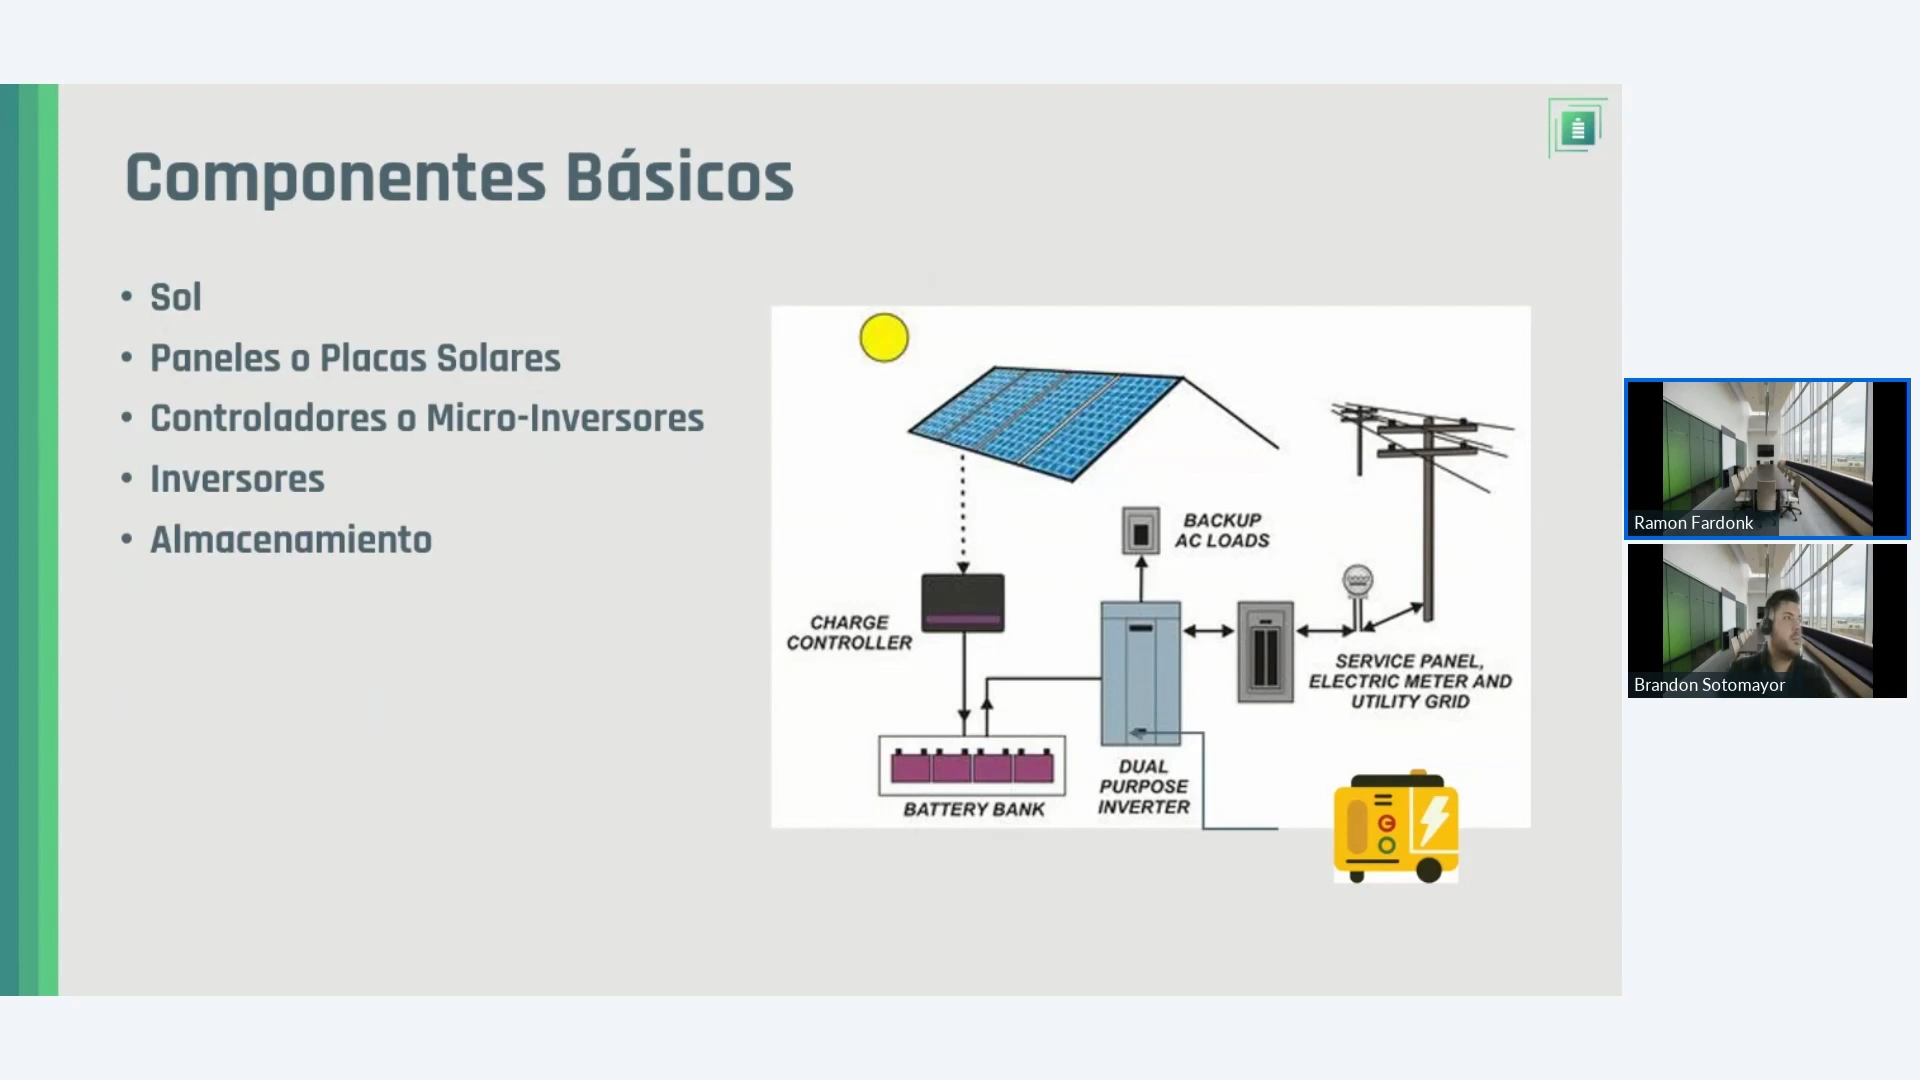 Componentes Básicos
• Sol
• Paneles o Placas Solares
• Controladores o Micro-Inversores
• Inversores
• Almacenamiento
BACKUP
AC LOADS
CHARGE
CONTROLLER
SERVICE PANEL,
ELECTRIC METER AND
UTILITY GRID
DUAL
PURPOSE
INVERTER
BATTERY BANK
Ramon Fardonk
Brandon Sotomayor